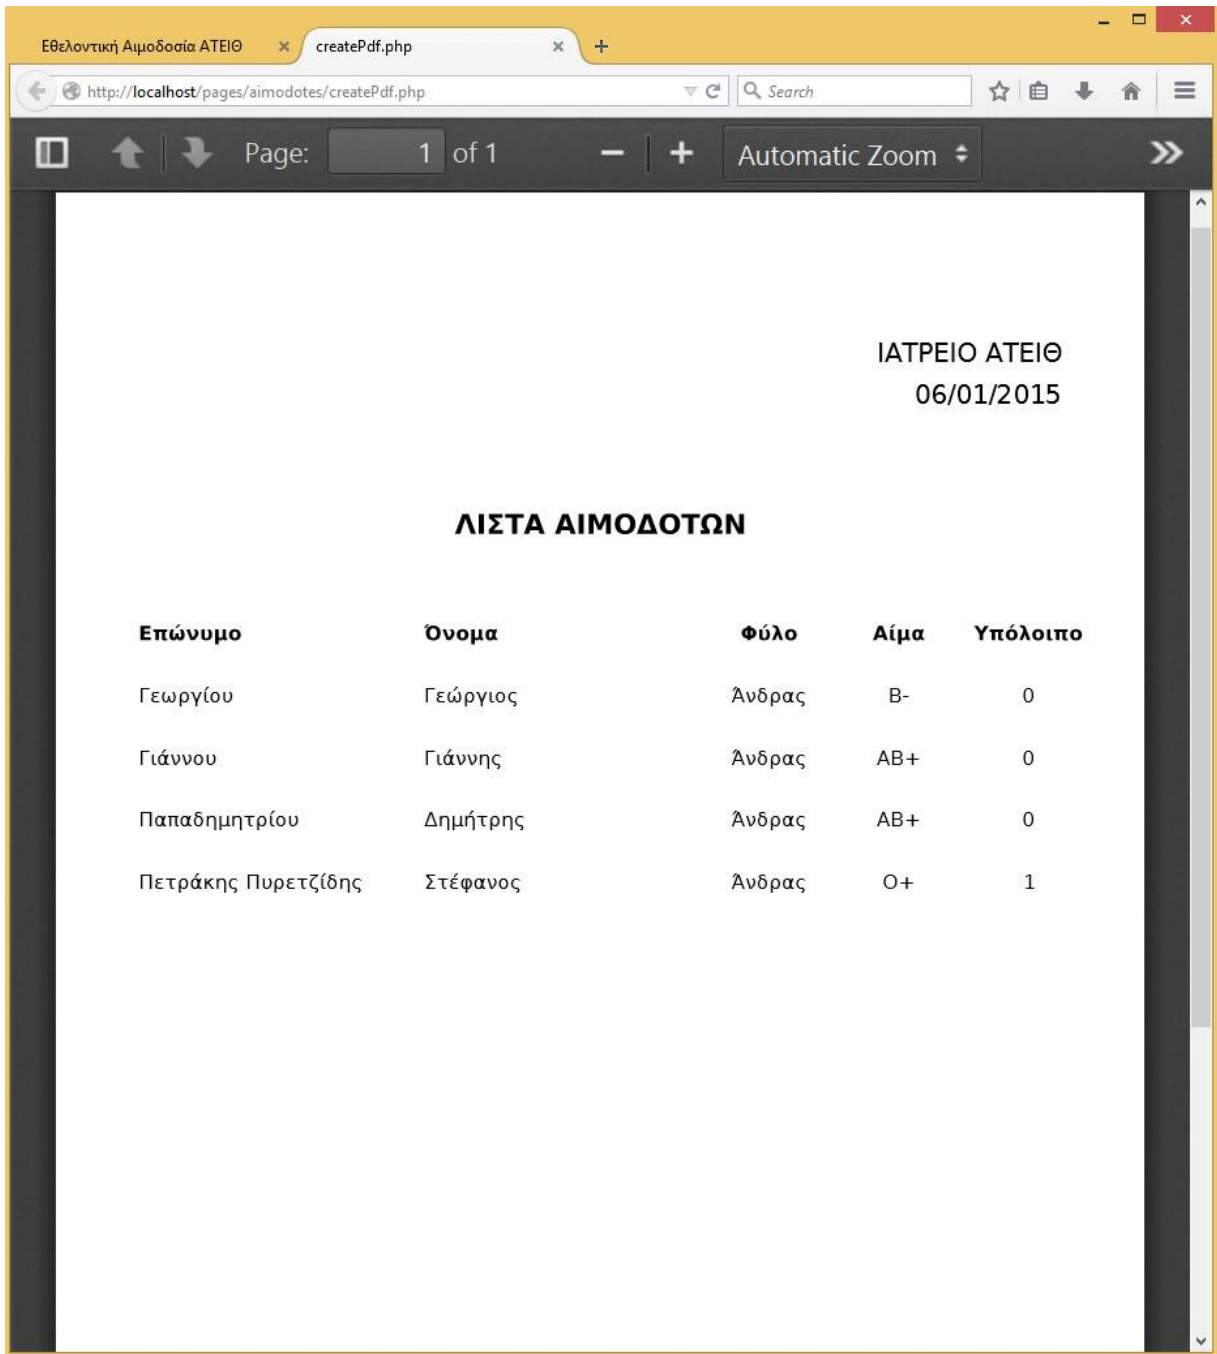 Εθελοντική Αιμοδοσία ΑΤΕΙΘ createPdf.php
http://localhost/pages/aimodotes/createPdf.php Search
Page: 1 of 1 Automatic Zoom
ΙΑΤΡΕΙΟ ΑΤΕΙΘ
06/01/2015
ΛΙΣΤΑ ΑΙΜΟΔΟΤΩΝ
Επώνυμο Όνομα Φύλο Αίμα Υπόλοιπο
Γεωργίου Γεώργιος Άνδρας B- 0
Γιάννου Γιάννης Άνδρας AB+ 0
Παπαδημητρίου Δημήτρης Άνδρας AB+ 0
Πετράκης Πυρετζίδης Στέφανος Άνδρας O+ 1